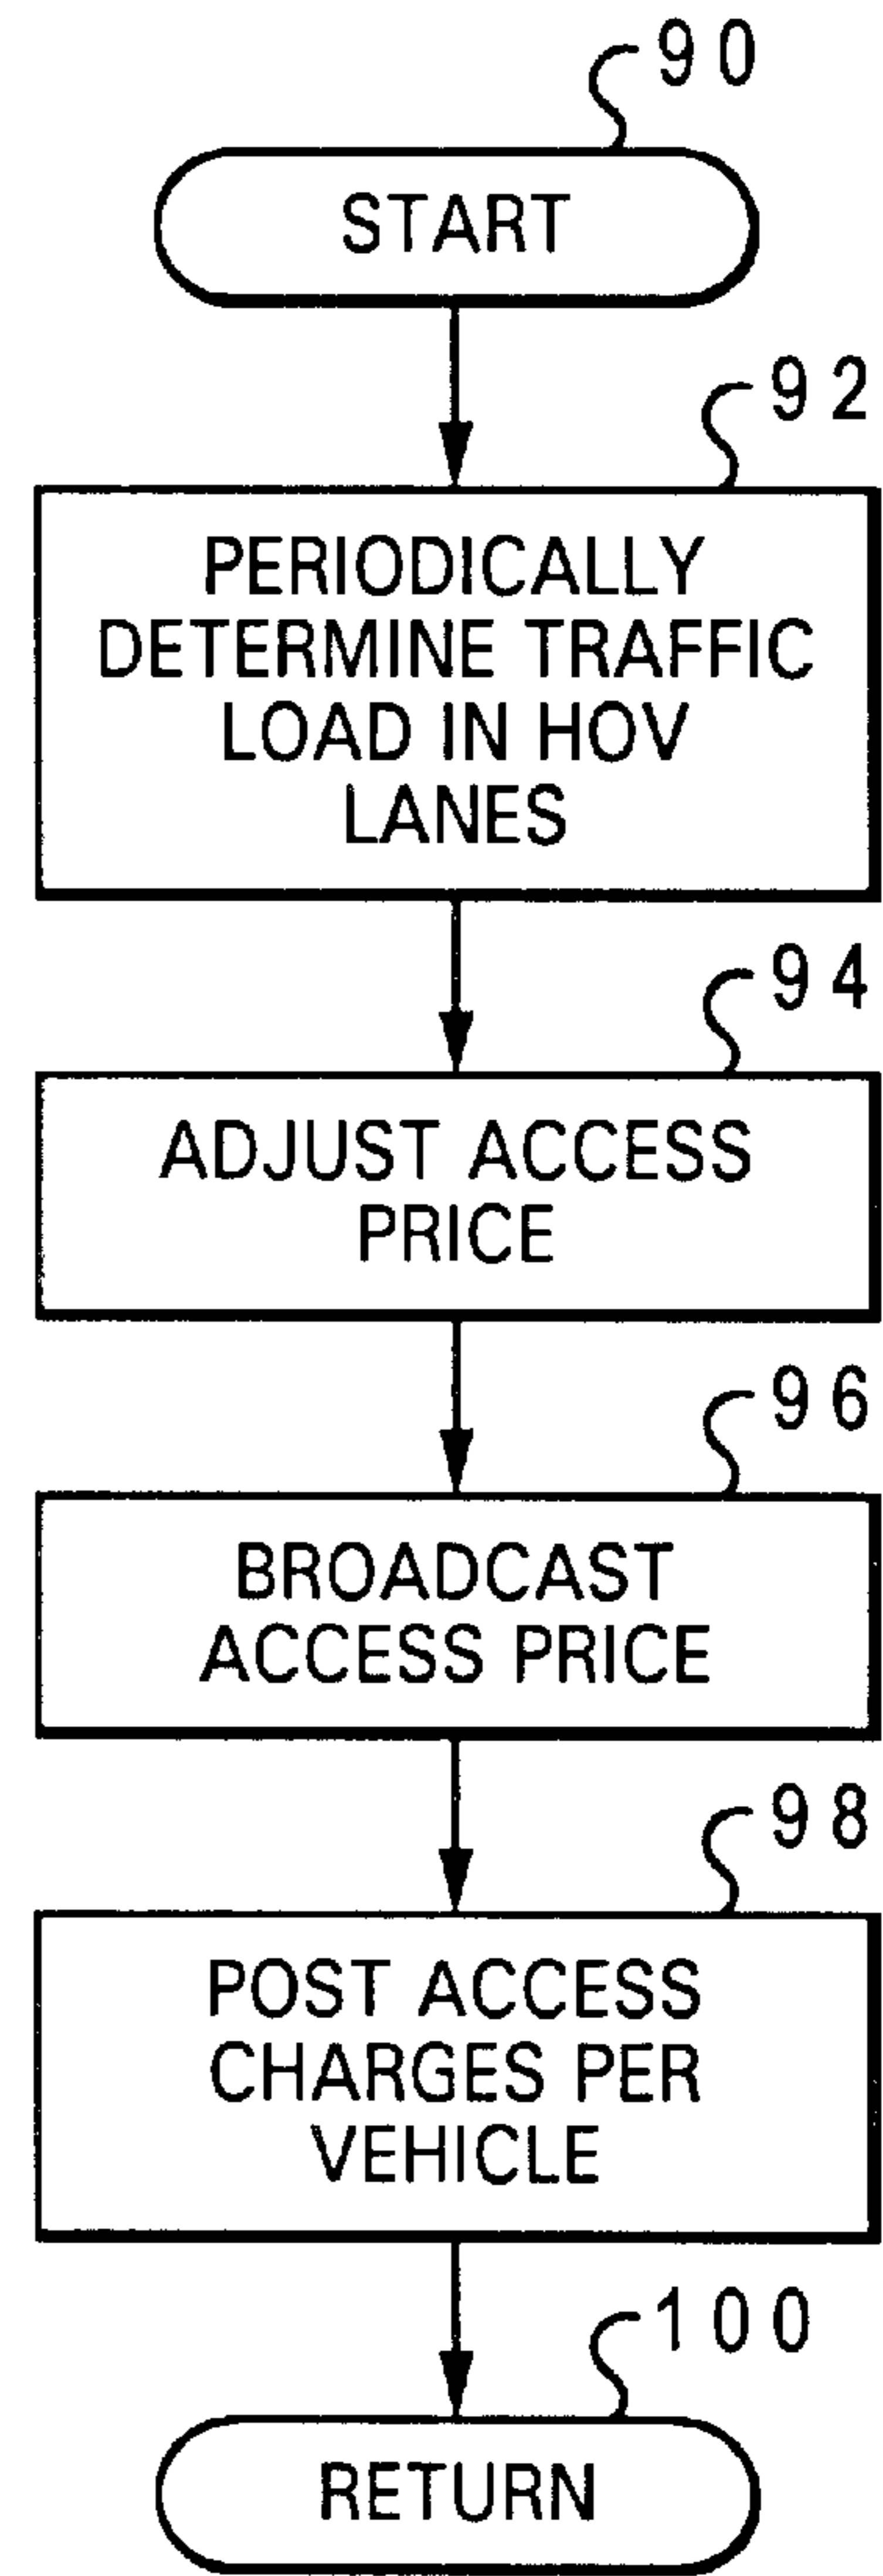 90
START
92
PERIODICALLY
DETERMINE TRAFFIC
LOAD IN HOV
LANES
94
ADJUST ACCESS
PRICE
96
BROADCAST
ACCESS PRICE
98
POST ACCESS
CHARGES PER
VEHICLE
100
RETURN